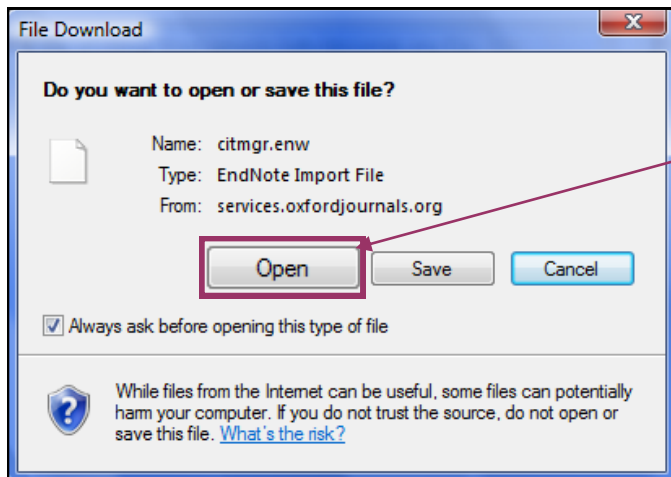 File Download
Do you want to open or save this file?
Name: citmgr.enw
Type: EndNote Import File
From: services.oxfordjournals.org
Open Save Cancel
Always ask before opening this type of file
While files from the Internet can be useful, some files can potentially
harm your computer. If you do not trust the source, do not open or
save this file. What's the risk?